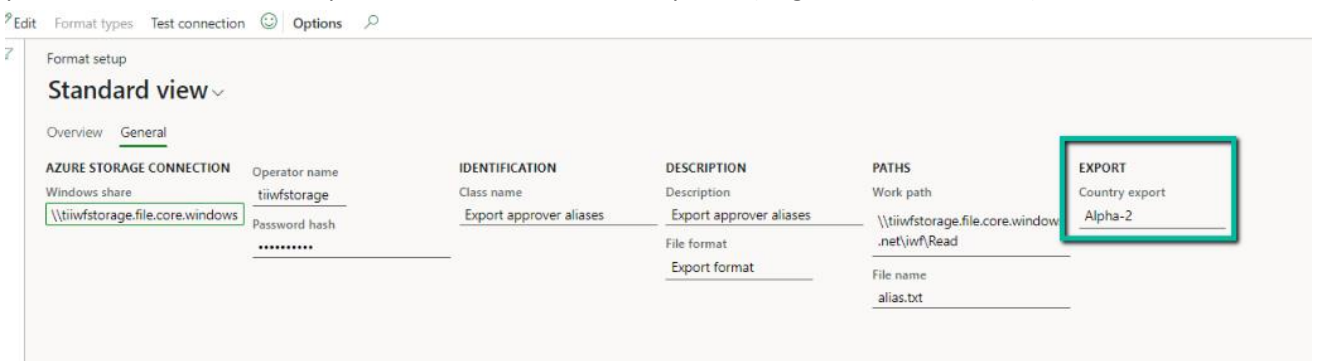 Edit Format types Test connection Options
Format setup
Standard view
Overview General
AZURE STORAGE CONNECTION
Windows share
\\tiiwfstorage.file.core.windows
Operator name
tiiwfstorage
Password hash
••••••••••
IDENTIFICATION
Class name
Export approver aliases
DESCRIPTION
Description
Export approver aliases
File format
Export format
PATHS
Work path
\\tiiwfstorage.file.core.window
.net\iwf\Read
File name
alias.txt
EXPORT
Country export
Alpha-2